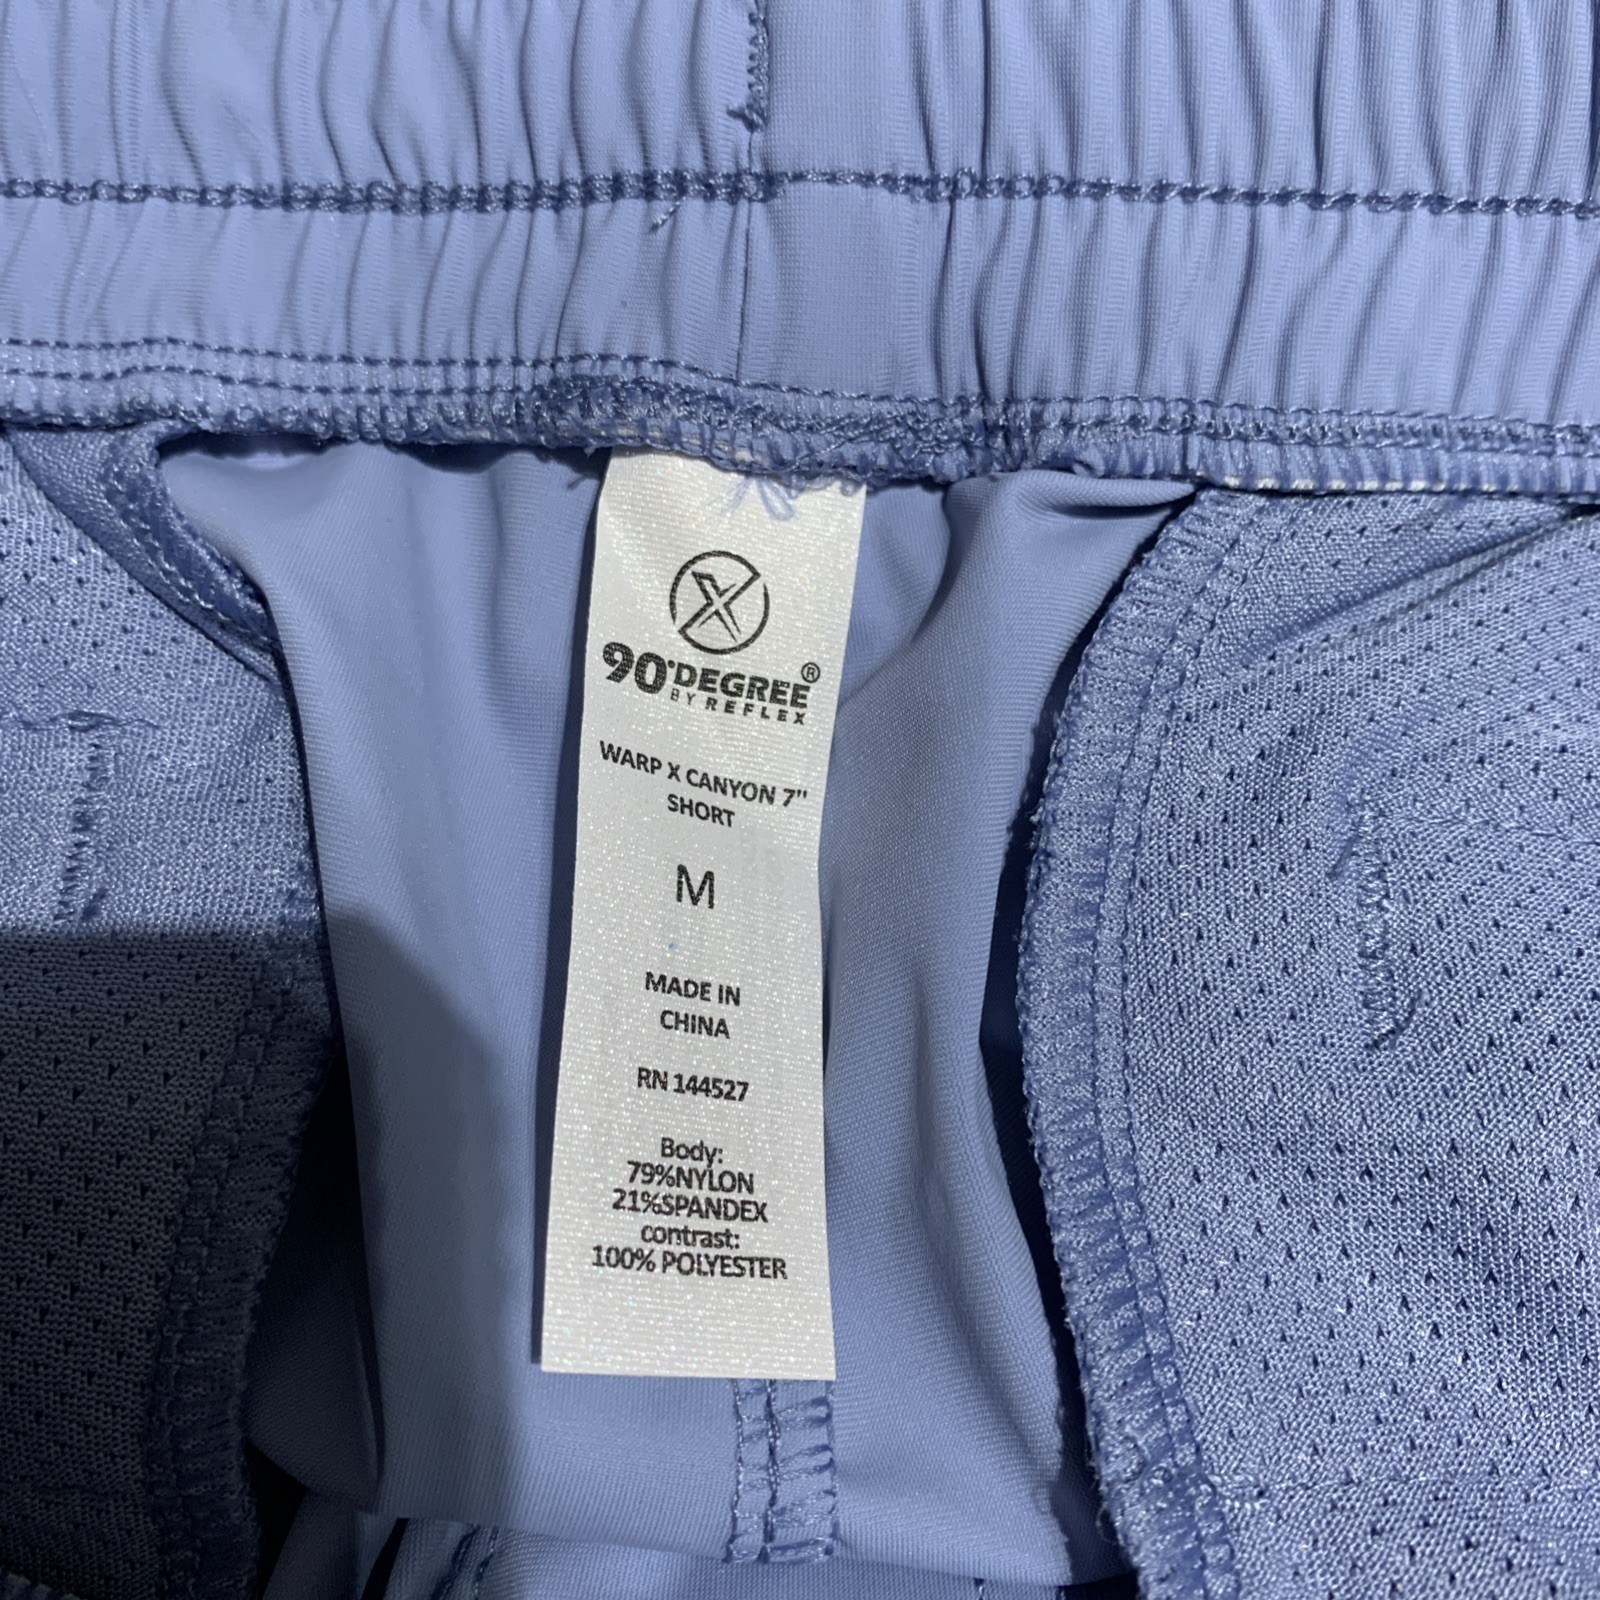 X
90°DEGREE®
BY REFLEX
WARP X CANYON 7"
SHORT
M
MADE IN
CHINA
RN 144527
Body:
79%NYLON
21%SPANDEX
contrast:
100% POLYESTER